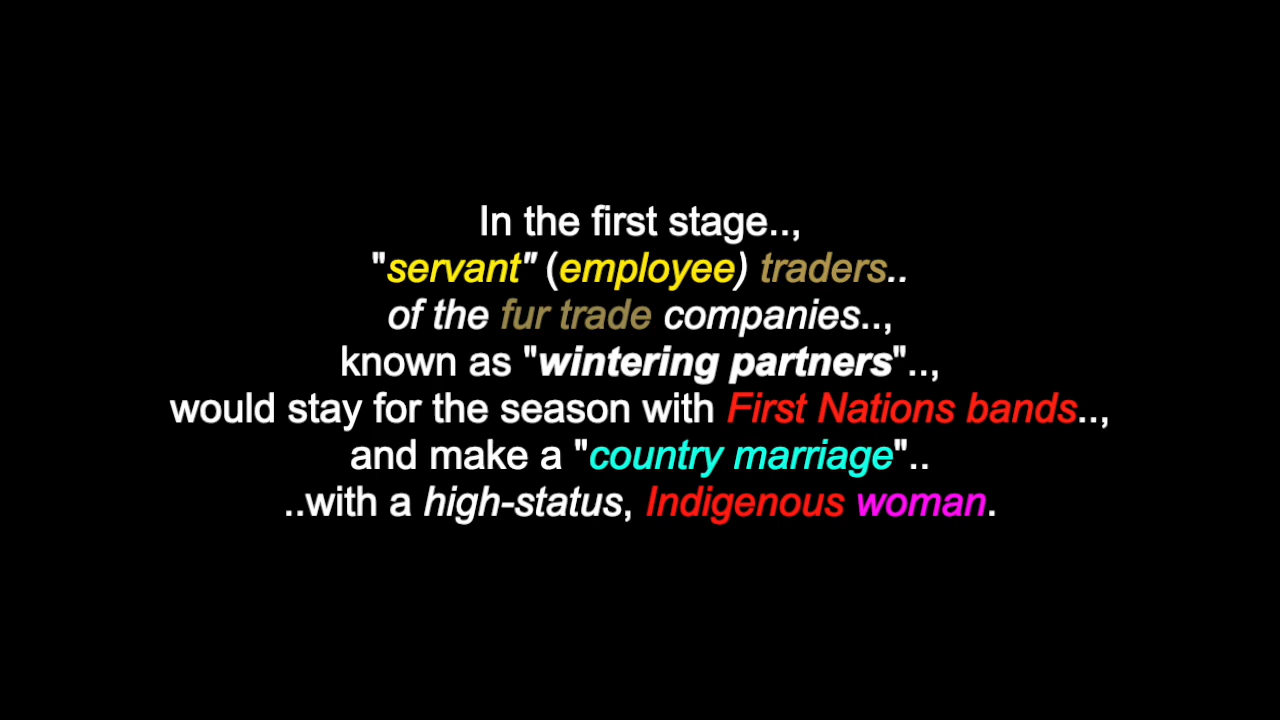 In the first stage..,
"servant" (employee) traders..
of the fur trade companies..,
known as "wintering partners"..,
would stay for the season with First Nations bands..,
and make a "country marriage"..
..with a high-status, Indigenous woman.